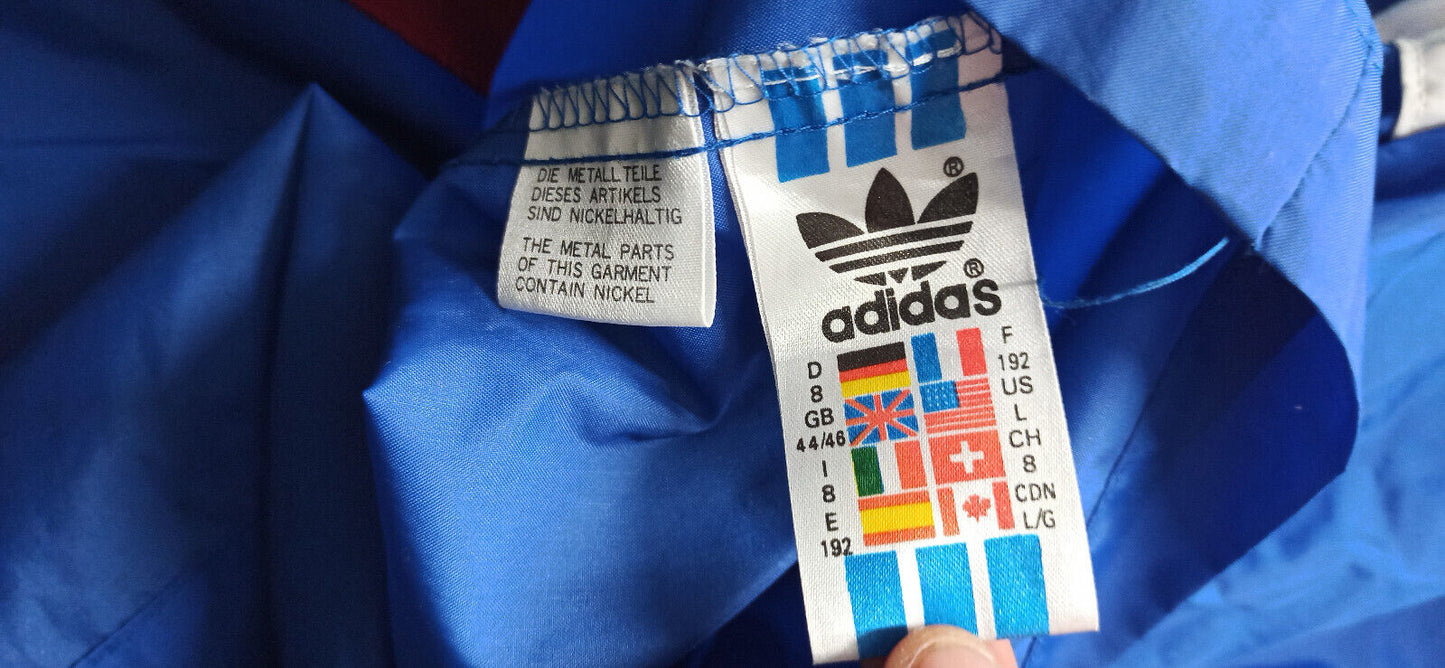 DIE METALLTEILE
DIESES ARTIKELS
SIND NICKELHALTIG
THE METAL PARTS
OF THIS GARMENT
CONTAIN NICKEL
®
adidas®
D
8
GB
44/46
I
8
E
192
F
192
US
L
CH
8
CDN
L/G